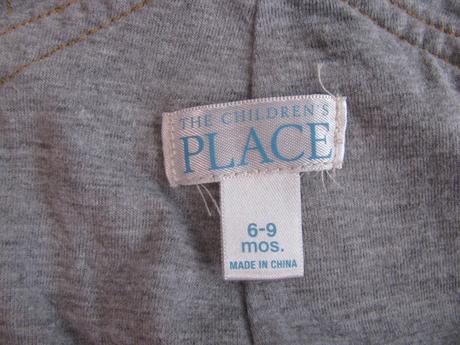 THE CHILDREN'S
PLACE
6-9
mos.
MADE IN CHINA